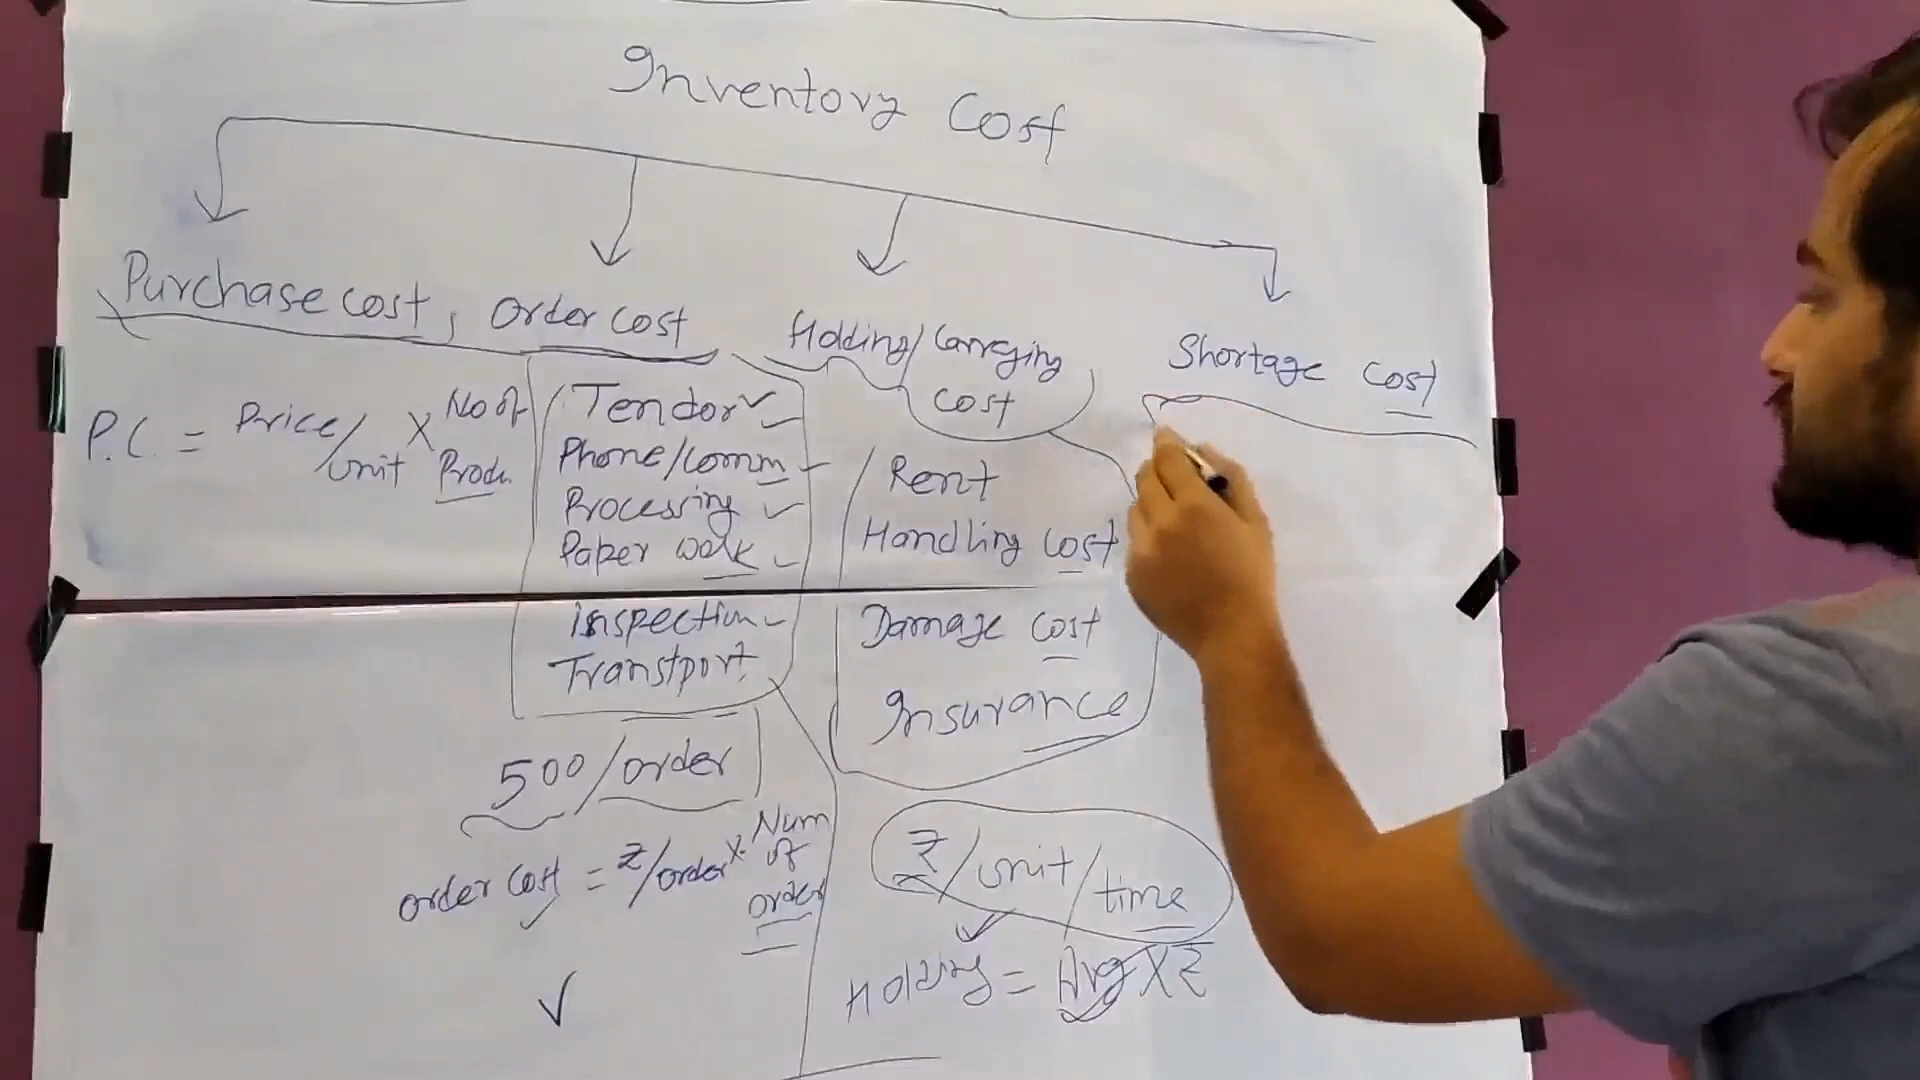 Inventory Cost
Purchase cost, Order cost
Holding/Carrying
cost
Shortage Cost
P.C. = Price/unit X No of Produ.
Tendor
Phone/comm
Processing
Paper work
inspection
Transtport
500/order
order cost = ₹/order x Num of order
Rent
Handling cost
Damage cost
Insurance
₹/unit/time
Holding = Avg X ₹